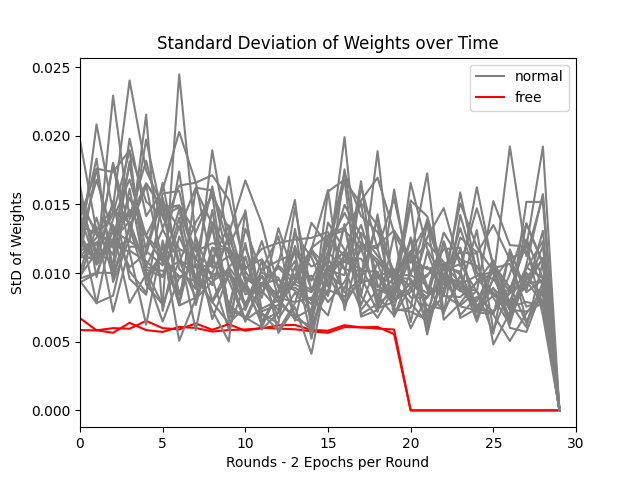 Standard Deviation of Weights over Time
StD of Weights
0.025
0.020
0.015
0.010
0.005
0.000
normal
free
0 5 10 15 20 25 30
Rounds - 2 Epochs per Round